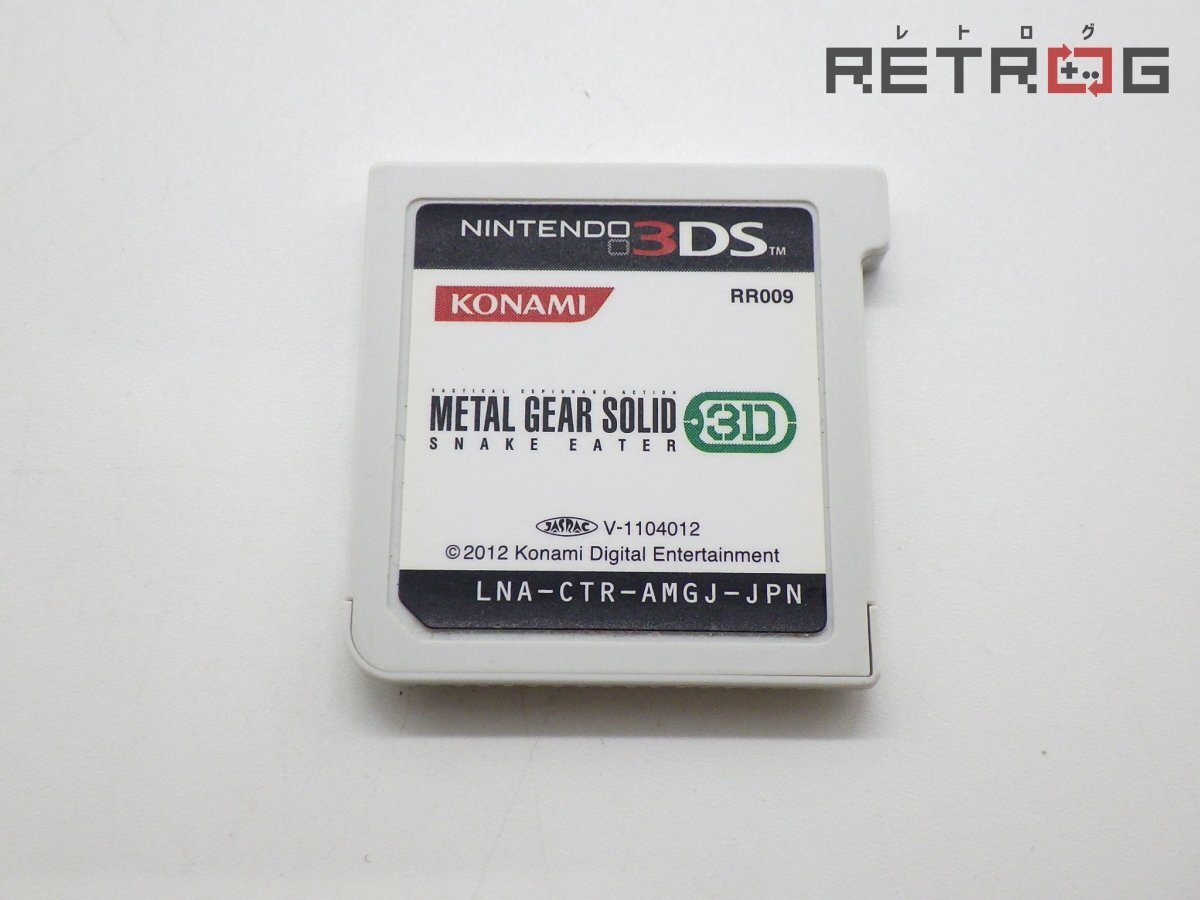 レトログ
RETROG
NINTENDO 3DS™
KONAMI
RR009
TACTICAL ESPIONAGE ACTION
METAL GEAR SOLID 3D
SNAKE EATER
JASRAC V-1104012
©2012 Konami Digital Entertainment
LNA-CTR-AMGJ-JPN